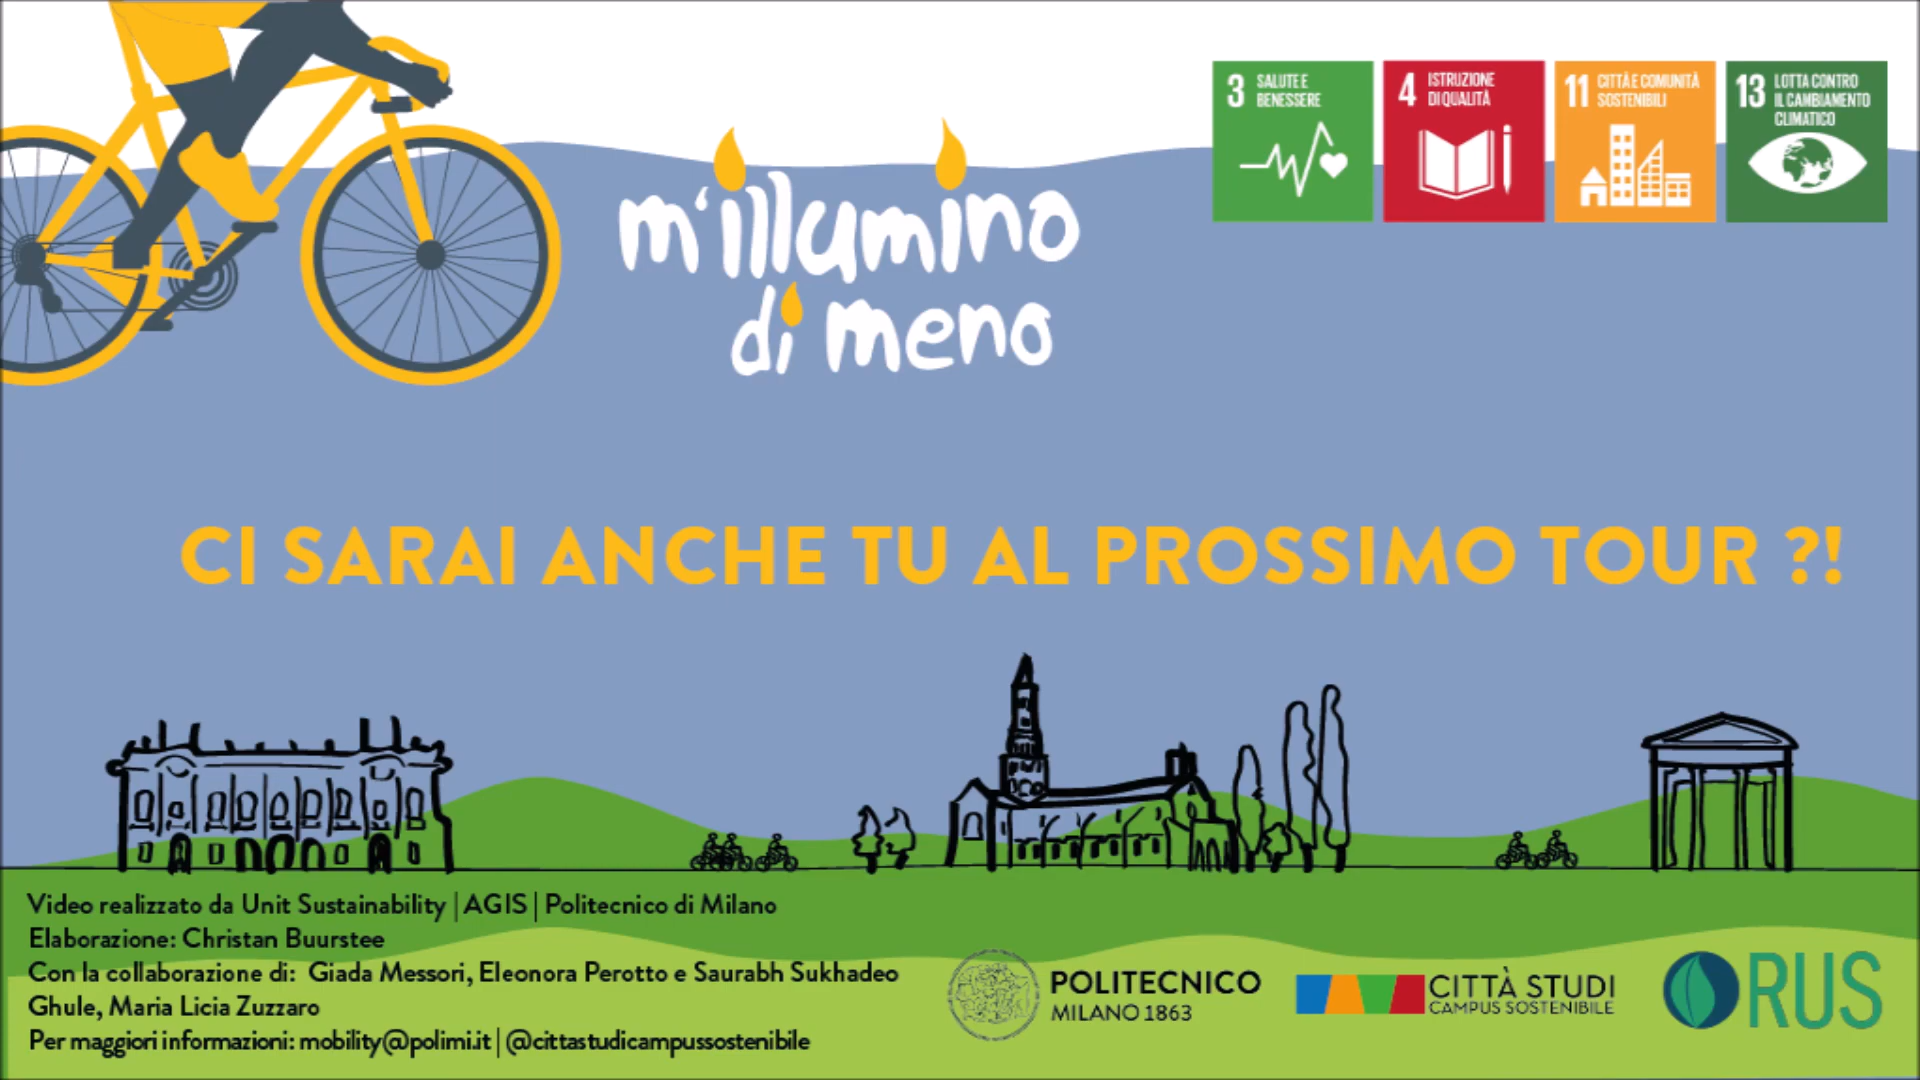 m'illumino
di meno
3 SALUTE E
BENESSERE
4 ISTRUZIONE
DI QUALITÀ
11 CITTÀ E COMUNITÀ
SOSTENIBILI
13 LOTTA CONTRO
IL CAMBIAMENTO
CLIMATICO
CI SARAI ANCHE TU AL PROSSIMO TOUR ?!
Video realizzato da Unit Sustainability | AGIS | Politecnico di Milano
Elaborazione: Christan Buurstee
Con la collaborazione di: Giada Messori, Eleonora Perotto e Saurabh Sukhadeo
Ghule, Maria Licia Zuzzaro
Per maggiori informazioni: mobility@polimi.it | @cittastudicampussostenibile
POLITECNICO
MILANO 1863
CITTÀ STUDI
CAMPUS SOSTENIBILE
RUS